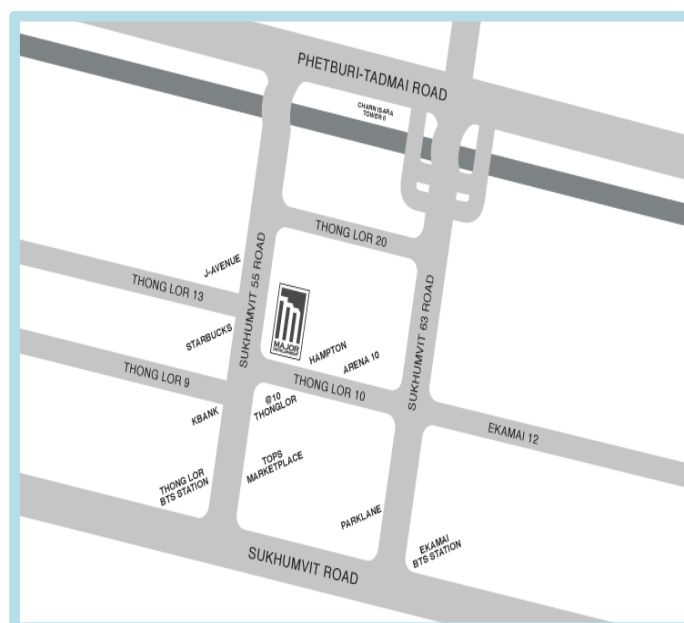 PHETBURI-TADMAI ROAD
CHARN ISARA
TOWER II
THONG LOR 20
J-AVENUE
SUKHUMVIT 55 ROAD
THONG LOR 13
SUKHUMVIT 63 ROAD
STARBUCKS
MAJOR
DEVELOPMENT
HAMPTON
ARENA 10
THONG LOR 9
THONG LOR 10
@10
THONGLOR
KBANK
EKAMAI 12
TOPS
MARKETPLACE
THONG LOR
BTS STATION
PARKLANE
EKAMAI
BTS STATION
SUKHUMVIT ROAD